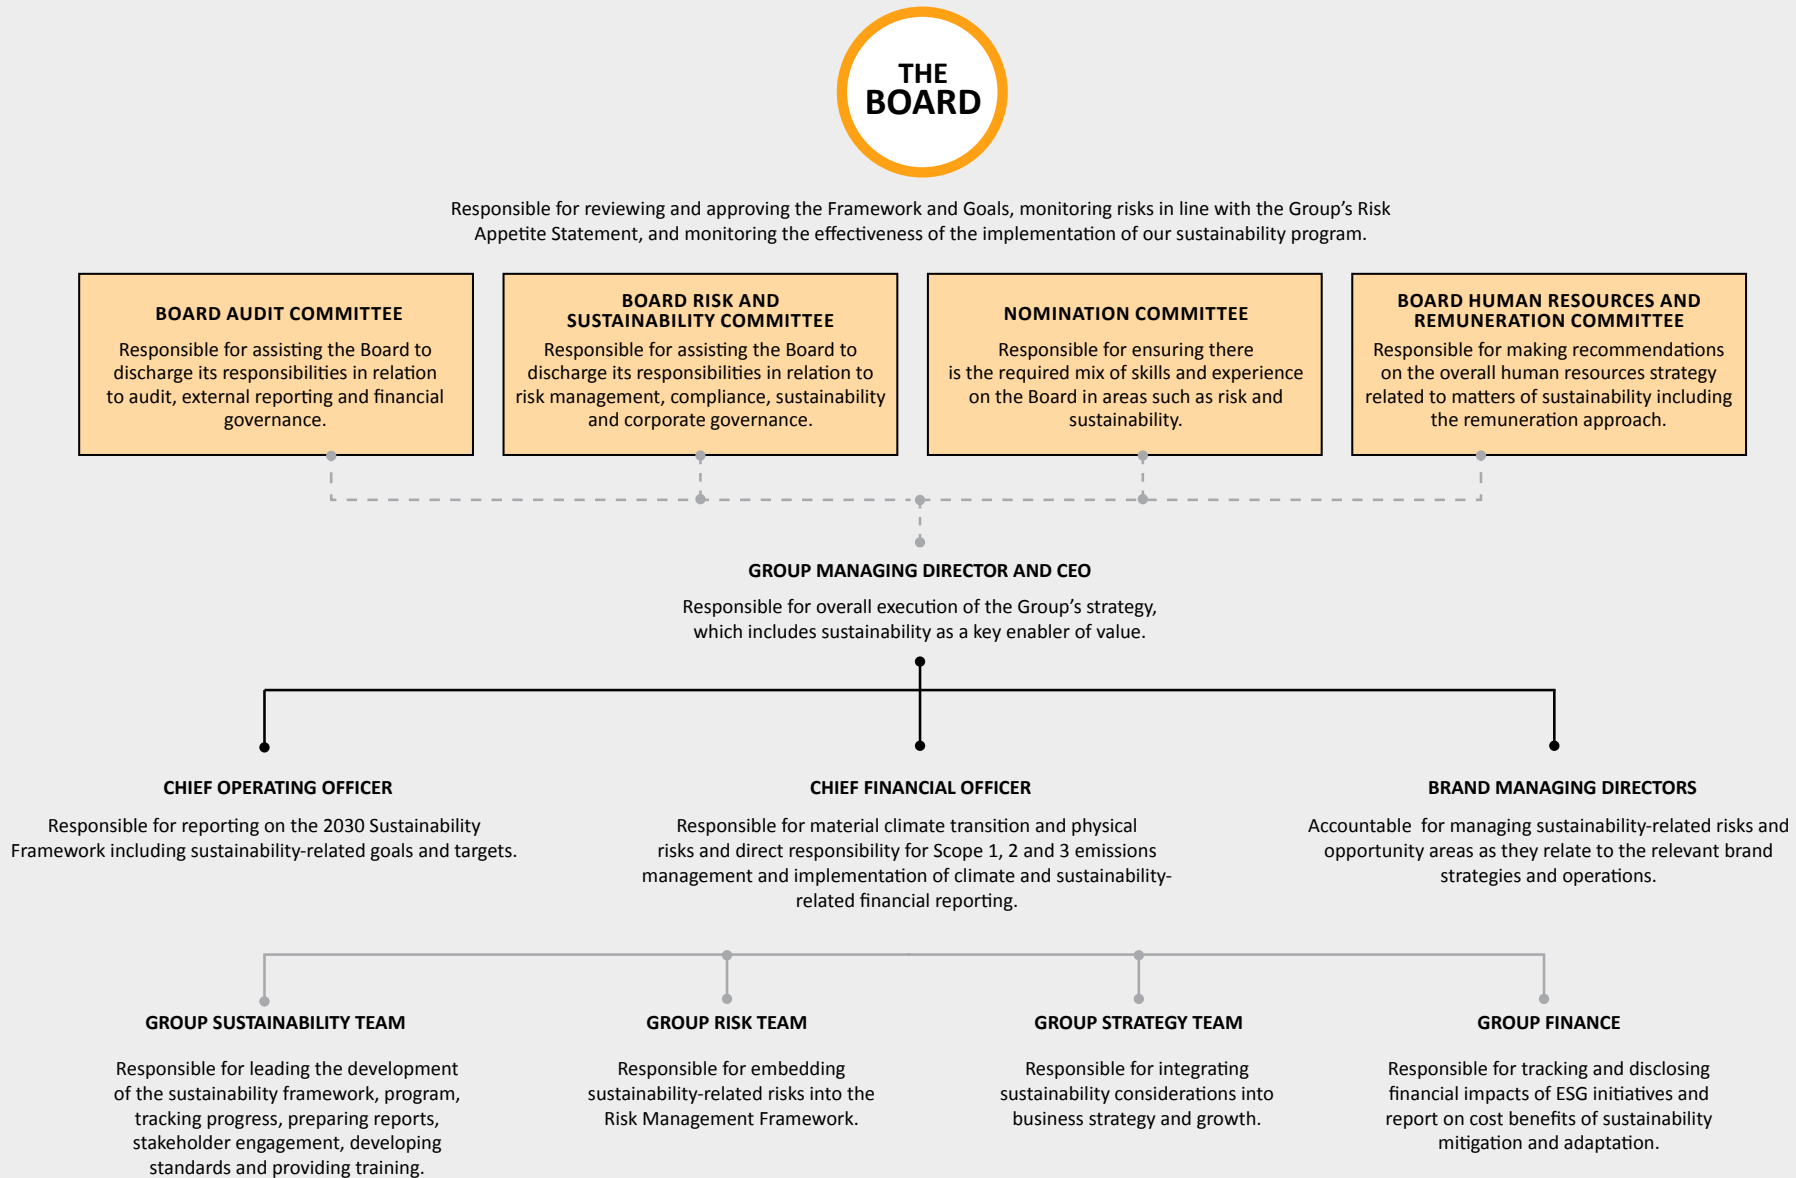 THE
BOARD
Responsible for reviewing and approving the Framework and Goals, monitoring risks in line with the Group’s Risk
Appetite Statement, and monitoring the effectiveness of the implementation of our sustainability program.
BOARD AUDIT COMMITTEE
Responsible for assisting the Board to
discharge its responsibilities in relation
to audit, external reporting and financial
governance.
BOARD RISK AND
SUSTAINABILITY COMMITTEE
Responsible for assisting the Board to
discharge its responsibilities in relation to
risk management, compliance, sustainability
and corporate governance.
NOMINATION COMMITTEE
Responsible for ensuring there
is the required mix of skills and experience
on the Board in areas such as risk and
sustainability.
BOARD HUMAN RESOURCES AND
REMUNERATION COMMITTEE
Responsible for making recommendations
on the overall human resources strategy
related to matters of sustainability including
the remuneration approach.
GROUP MANAGING DIRECTOR AND CEO
Responsible for overall execution of the Group’s strategy,
which includes sustainability as a key enabler of value.
CHIEF OPERATING OFFICER
Responsible for reporting on the 2030 Sustainability
Framework including sustainability-related goals and targets.
CHIEF FINANCIAL OFFICER
Responsible for material climate transition and physical
risks and direct responsibility for Scope 1, 2 and 3 emissions
management and implementation of climate and sustainability-
related financial reporting.
BRAND MANAGING DIRECTORS
Accountable for managing sustainability-related risks and
opportunity areas as they relate to the relevant brand
strategies and operations.
GROUP SUSTAINABILITY TEAM
Responsible for leading the development
of the sustainability framework, program,
tracking progress, preparing reports,
stakeholder engagement, developing
standards and providing training.
GROUP RISK TEAM
Responsible for embedding
sustainability-related risks into the
Risk Management Framework.
GROUP STRATEGY TEAM
Responsible for integrating
sustainability considerations into
business strategy and growth.
GROUP FINANCE
Responsible for tracking and disclosing
financial impacts of ESG initiatives and
report on cost benefits of sustainability
mitigation and adaptation.